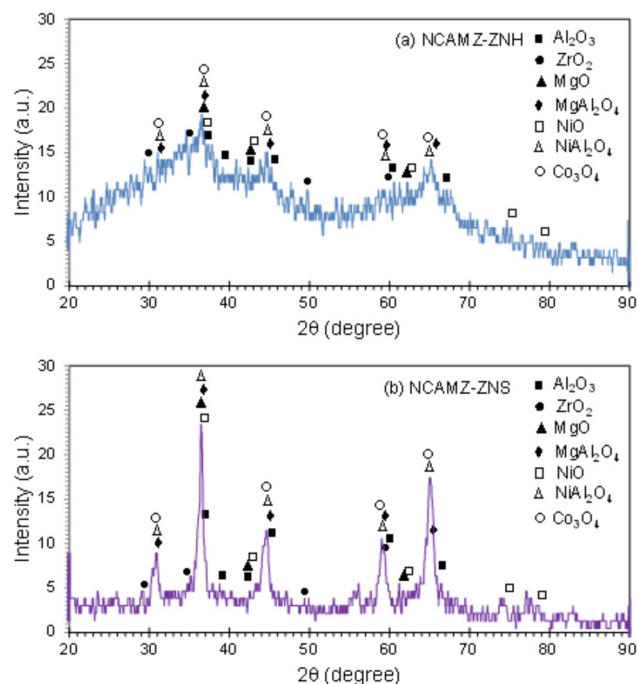 30
25
20
15
10
5
0
Intensity (a.u.)
(a) NCAMZ-ZNH
Al₂O₃
ZrO₂
MgO
MgAl₂O₄
NiO
NiAl₂O₄
Co₃O₄
20 30 40 50 60 70 80 90
2θ (degree)
30
25
20
15
10
5
0
Intensity (a.u.)
(b) NCAMZ-ZNS
Al₂O₃
ZrO₂
MgO
MgAl₂O₄
NiO
NiAl₂O₄
Co₃O₄
20 30 40 50 60 70 80 90
2θ (degree)